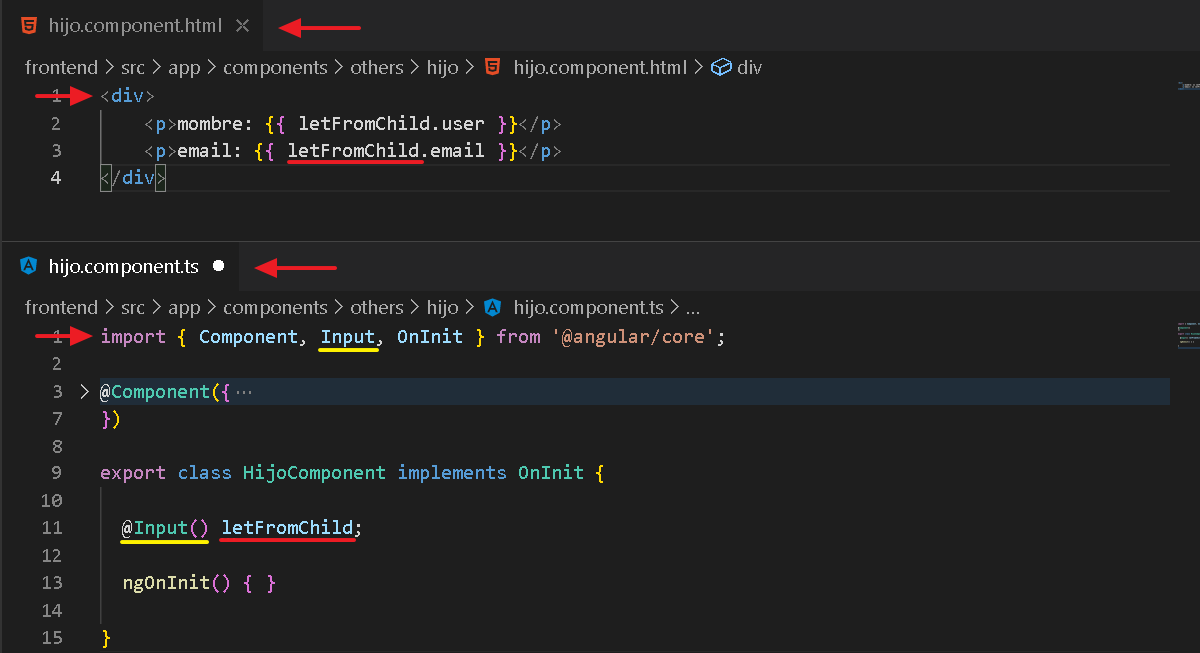 hijo.component.html
frontend > src > app > components > others > hijo > hijo.component.html > div
1 <div>
2 <p>mombre: {{ letFromChild.user }}</p>
3 <p>email: {{ letFromChild.email }}</p>
4 </div>
hijo.component.ts
frontend > src > app > components > others > hijo > hijo.component.ts > ...
1 import { Component, Input, OnInit } from '@angular/core';
2
3 > @Component({ ...
7 })
8
9 export class HijoComponent implements OnInit {
10
11 @Input() letFromChild;
12
13 ngOnInit() { }
14
15 }